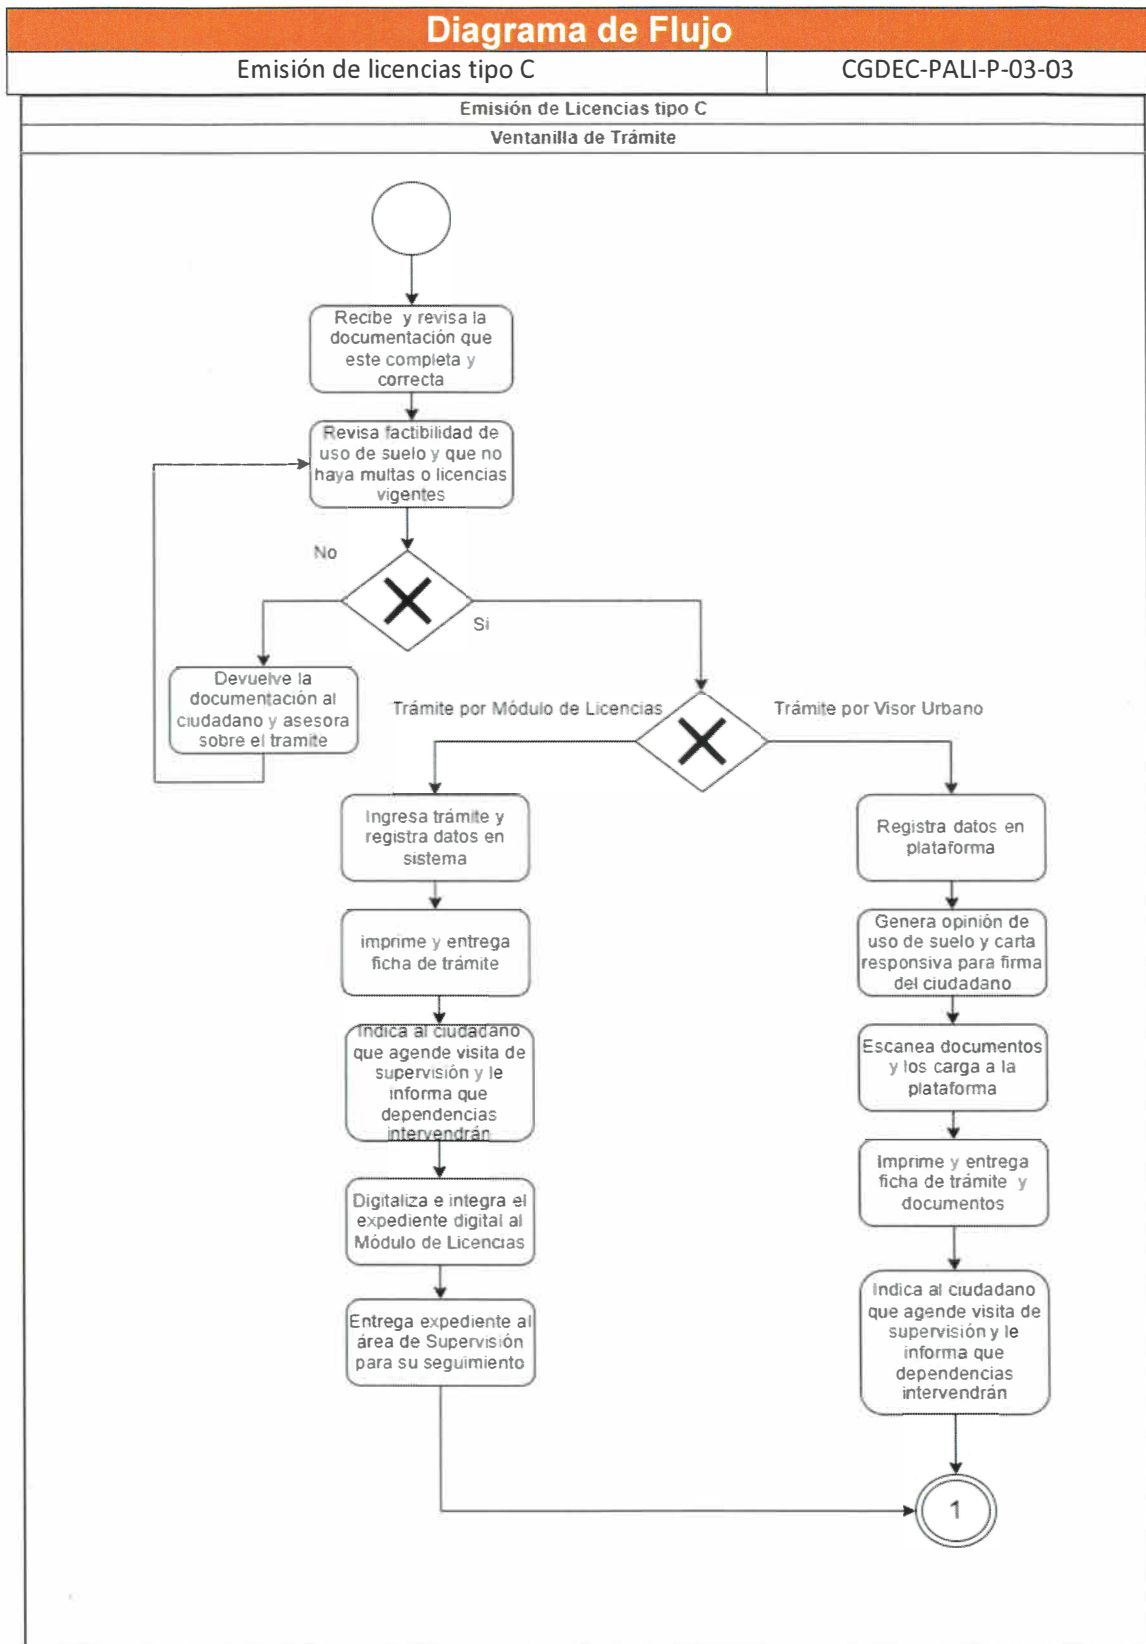 Diagrama de Flujo
Emisión de licencias tipo C
CGDEC-PALI-P-03-03
Emisión de Licencias tipo C
Ventanilla de Trámite
Recibe y revisa la
documentación que
este completa y
correcta
Revisa factibilidad de
uso de suelo y que no
haya multas o licencias
vigentes
No
Si
Devuelve la
documentación al
ciudadano y asesora
sobre el tramite
Trámite por Módulo de Licencias
Trámite por Visor Urbano
Ingresa trámite y
registra datos en
sistema
imprime y entrega
ficha de trámite
Indica al ciudadano
que agende visita de
supervisión y le
informa que
dependencias
intervendrán
Digitaliza e integra el
expediente digital al
Módulo de Licencias
Entrega expediente al
área de Supervisión
para su seguimiento
Registra datos en
plataforma
Genera opinión de
uso de suelo y carta
responsiva para firma
del ciudadano
Escanea documentos
y los carga a la
plataforma
Imprime y entrega
ficha de trámite y
documentos
Indica al ciudadano
que agende visita de
supervisión y le
informa que
dependencias
intervendrán
1